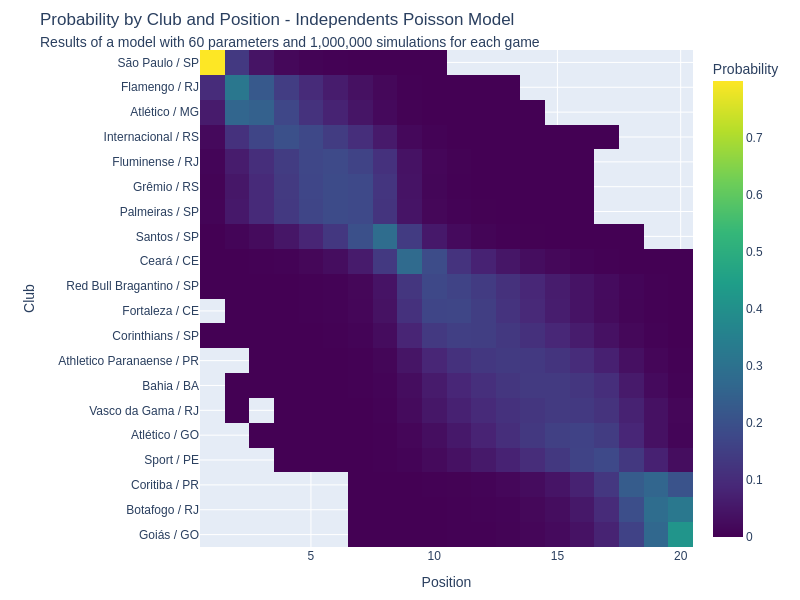 Probability by Club and Position - Independents Poisson Model
Results of a model with 60 parameters and 1,000,000 simulations for each game
Probability
São Paulo / SP
Flamengo / RJ
Atlético / MG
Internacional / RS
Fluminense / RJ
Grêmio / RS
Palmeiras / SP
Santos / SP
Ceará / CE
Red Bull Bragantino / SP
Fortaleza / CE
Corinthians / SP
Athletico Paranaense / PR
Bahia / BA
Vasco da Gama / RJ
Atlético / GO
Sport / PE
Coritiba / PR
Botafogo / RJ
Goiás / GO
Club
5
10
15
20
Position
0.7
0.6
0.5
0.4
0.3
0.2
0.1
0